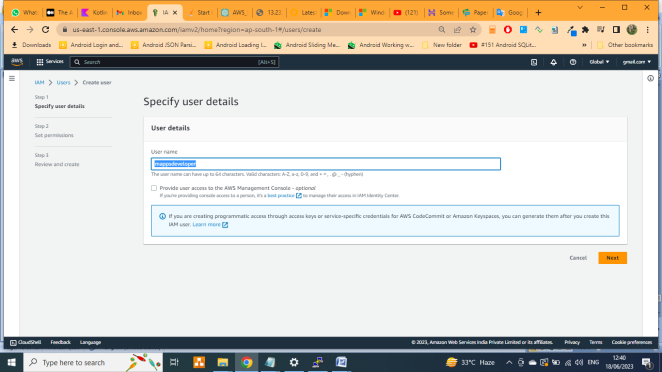 What:
The A
Kotlin
Inbox
IA
Start
AWS_
13:23
Later
Down
Wind
(121)
Some
Pape
Goog
us-east-1.console.aws.amazon.com/iamv2/home?region=ap-south-1#/users/create
Downloads
Android Login and...
Android JSON Parsi...
Android Loading I...
Android Sliding Me...
Android Working w...
New folder
#151 Android SQLit...
»
Other bookmarks
aws
Services
Search
[Alt+S]
Global
gmail.com
IAM > Users > Create user
Step 1
Specify user details
Step 2
Set permissions
Step 3
Review and create
Specify user details
User details
User name
mappsdeveloper
The user name can have up to 64 characters. Valid characters: A-Z, a-z, 0-9, and + = , . @ _ - (hyphen)
Provide user access to the AWS Management Console - optional
If you're providing console access to a person, it's a best practice to manage their access in IAM Identity Center
If you are creating programmatic access through access keys or service-specific credentials for AWS CodeCommit or Amazon Keyspaces, you can generate them after you create this
IAM user. Learn more
Cancel
Next
CloudShell
Feedback
Language
© 2023, Amazon Web Services India Private Limited or its affiliates.
Privacy
Terms
Cookie preferences
Type here to search
33°C Haze
ENG
12:40
18/06/2023